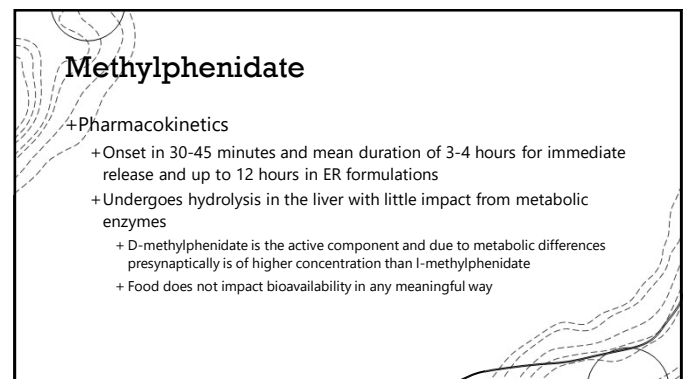 Methylphenidate
+Pharmacokinetics
+Onset in 30-45 minutes and mean duration of 3-4 hours for immediate
release and up to 12 hours in ER formulations
+Undergoes hydrolysis in the liver with little impact from metabolic
enzymes
+ D-methylphenidate is the active component and due to metabolic differences
presynaptically is of higher concentration than l-methylphenidate
+ Food does not impact bioavailability in any meaningful way